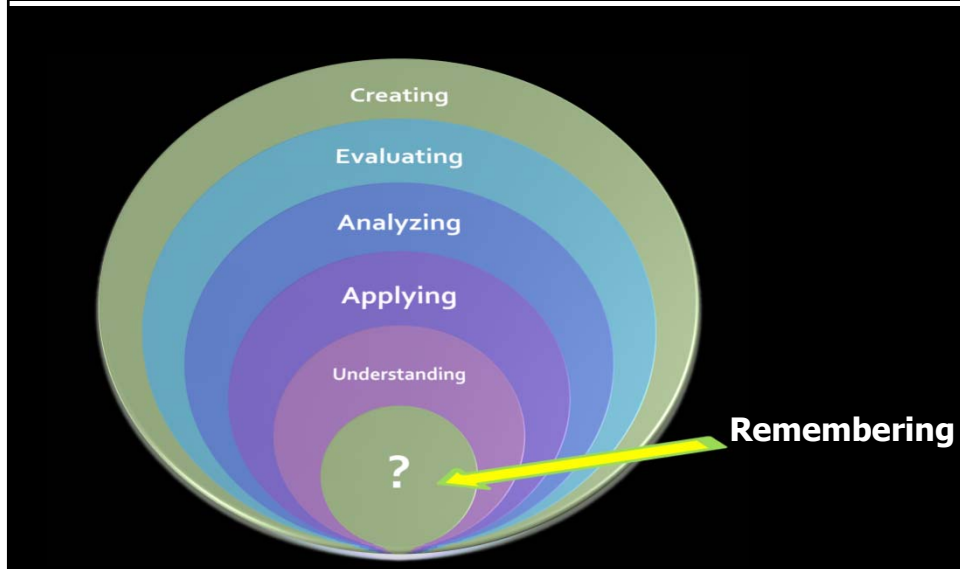 Creating
Evaluating
Analyzing
Applying
Understanding
Remembering
?